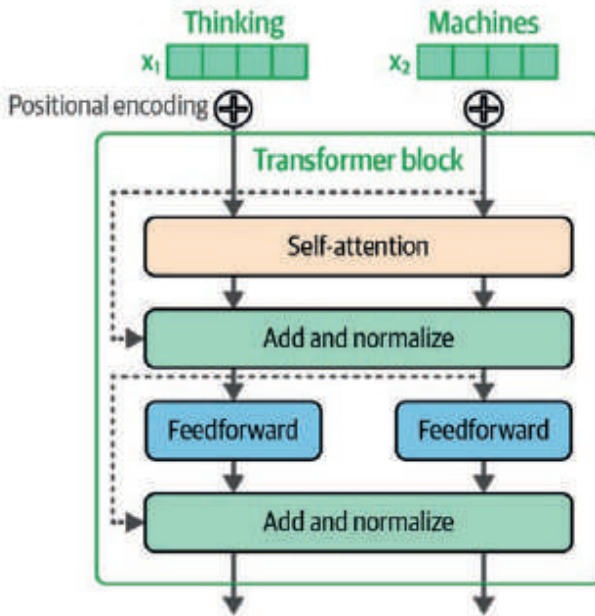 Thinking Machines
x₁ x₂
Positional encoding
Transformer block
Self-attention
Add and normalize
Feedforward Feedforward
Add and normalize